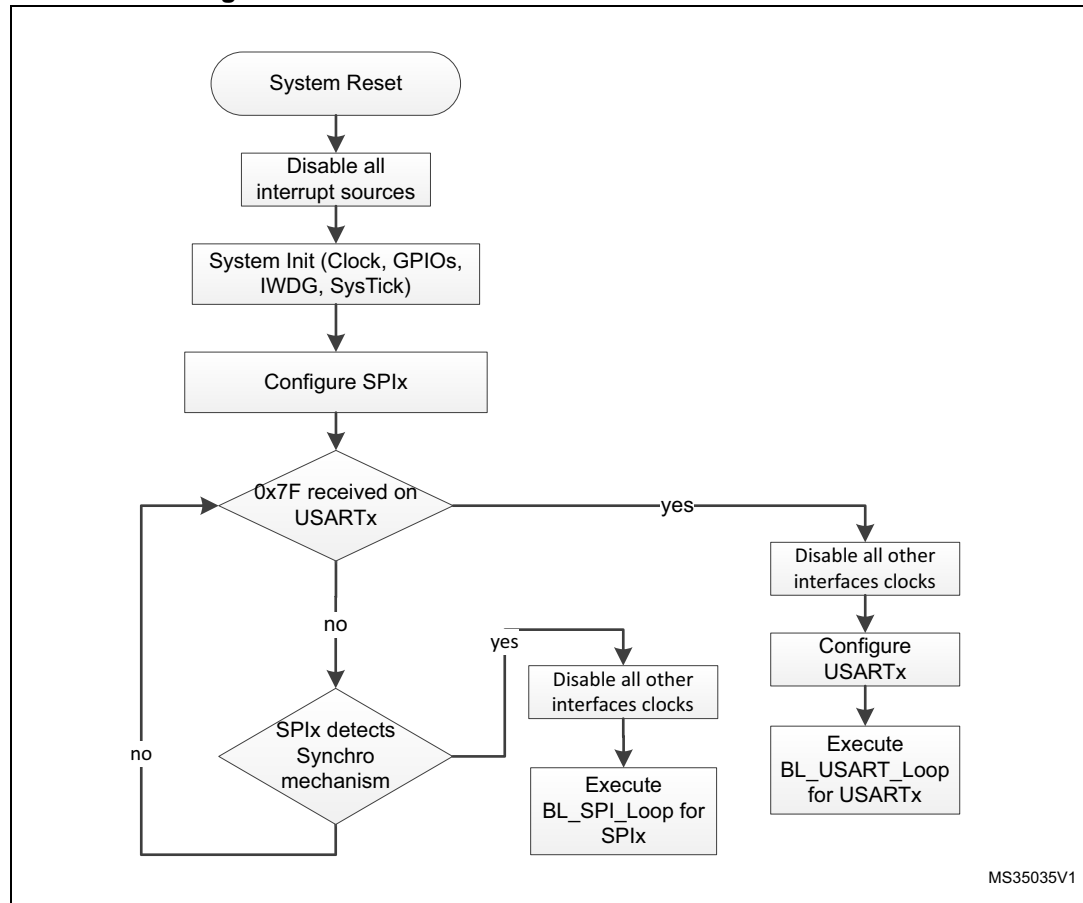 System Reset
Disable all
interrupt sources
System Init (Clock, GPIOs,
IWDG, SysTick)
Configure SPIx
0x7F received on
USARTx
yes
Disable all other
interfaces clocks
Configure
USARTx
Execute
BL_USART_Loop
for USARTx
no
yes
Disable all other
interfaces clocks
SPIx detects
Synchro
mechanism
no
Execute
BL_SPI_Loop for
SPIx
MS35035V1